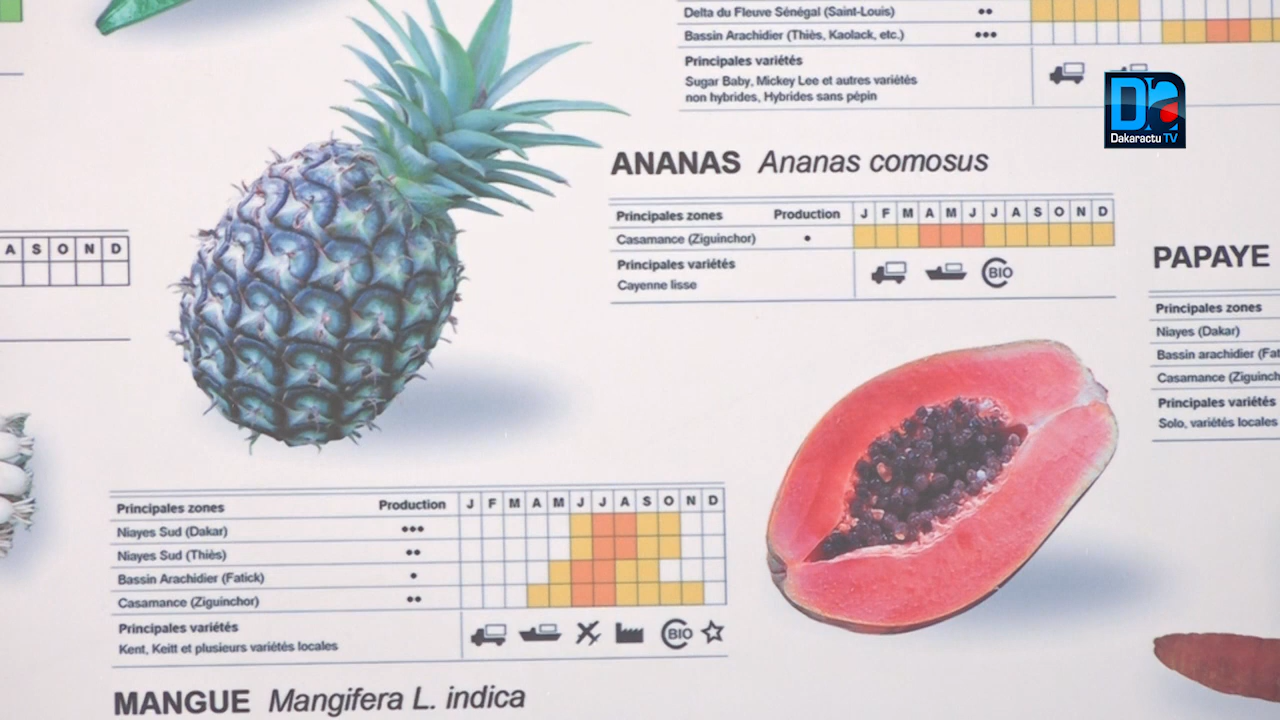 Delta du Fleuve Sénégal (Saint-Louis) ••
Bassin Arachidier (Thiès, Kaolack, etc.) •••
Principales variétés
Sugar Baby, Mickey Lee et autres variétés
non hybrides, Hybrides sans pépin
Dakaractu TV
ANANAS Ananas comosus
Principales zones Production J F M A M J J A S O N D
Casamance (Ziguinchor) •
Principales variétés
Cayenne lisse
BIO
A S O N D
PAPAYE
Principales zones
Niayes (Dakar)
Bassin arachidier (Fat
Casamance (Ziguinch
Principales variétés
Solo, variétés locales
Principales zones Production J F M A M J J A S O N D
Niayes Sud (Dakar) •••
Niayes Sud (Thiès) ••
Bassin Arachidier (Fatick) •
Casamance (Ziguinchor) ••
Principales variétés
Kent, Keitt et plusieurs variétés locales
BIO
MANGUE Mangifera L. indica